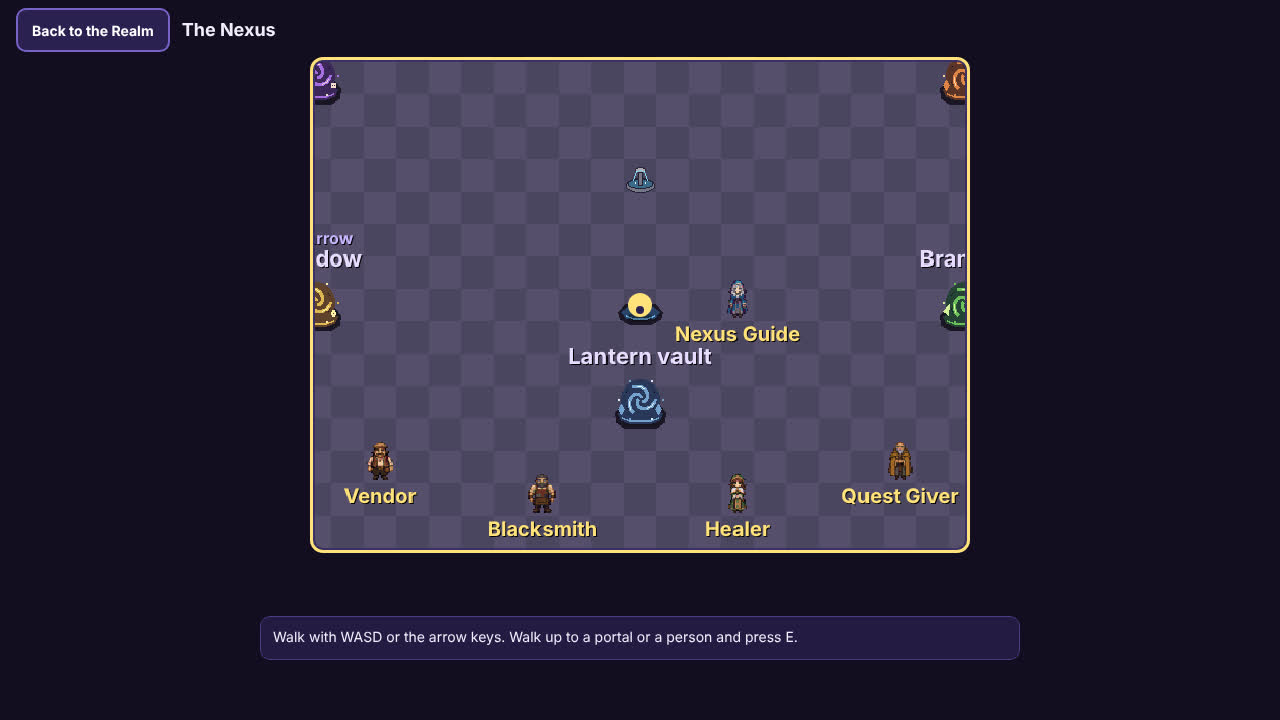 Back to the Realm
The Nexus
rrow
dow
Bran
Nexus Guide
Lantern vault
Vendor
Quest Giver
Blacksmith
Healer
Walk with WASD or the arrow keys. Walk up to a portal or a person and press E.